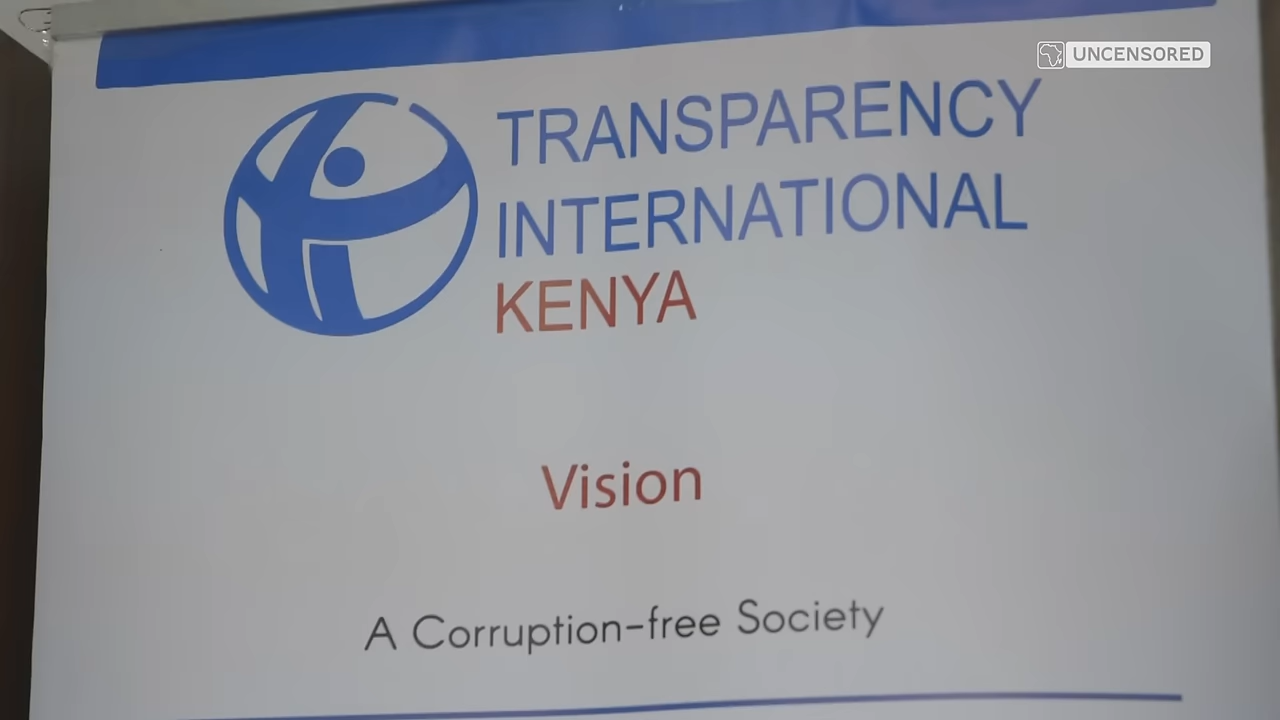 UNCENSORED
TRANSPARENCY
INTERNATIONAL
KENYA
Vision
A Corruption-free Society